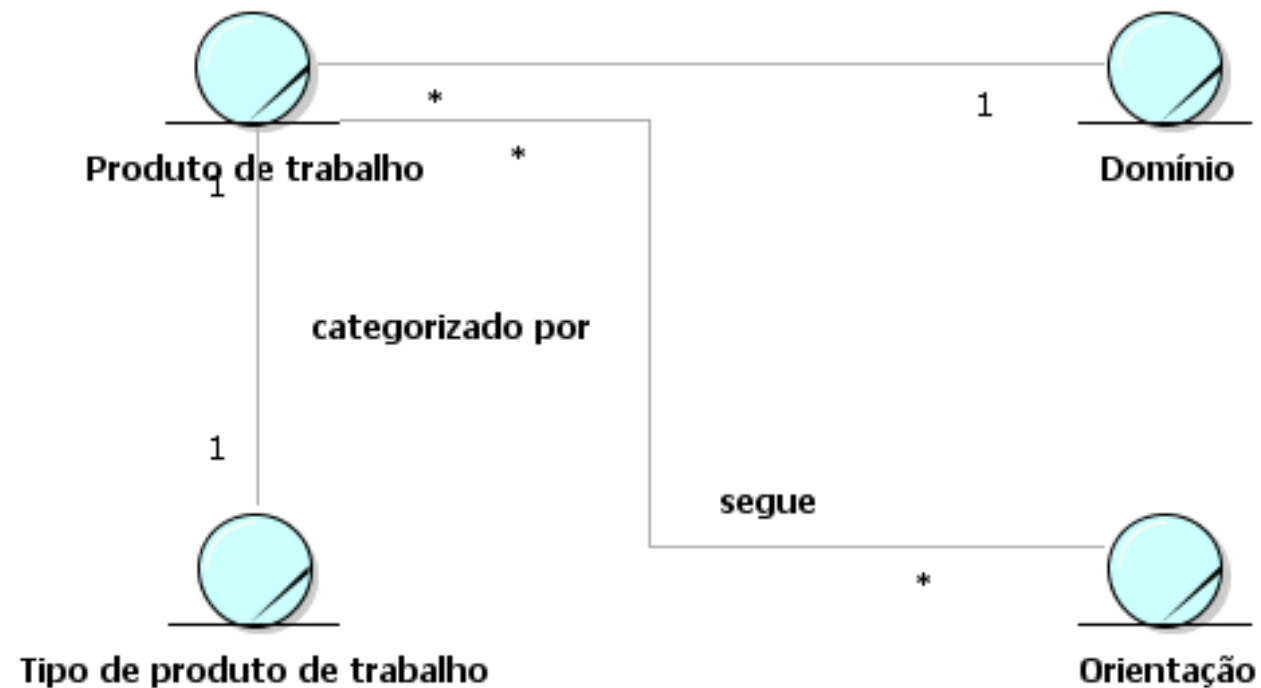 *
1
*
Produto de trabalho
Domínio
1
categorizado por
1
segue
*
Tipo de produto de trabalho
Orientação